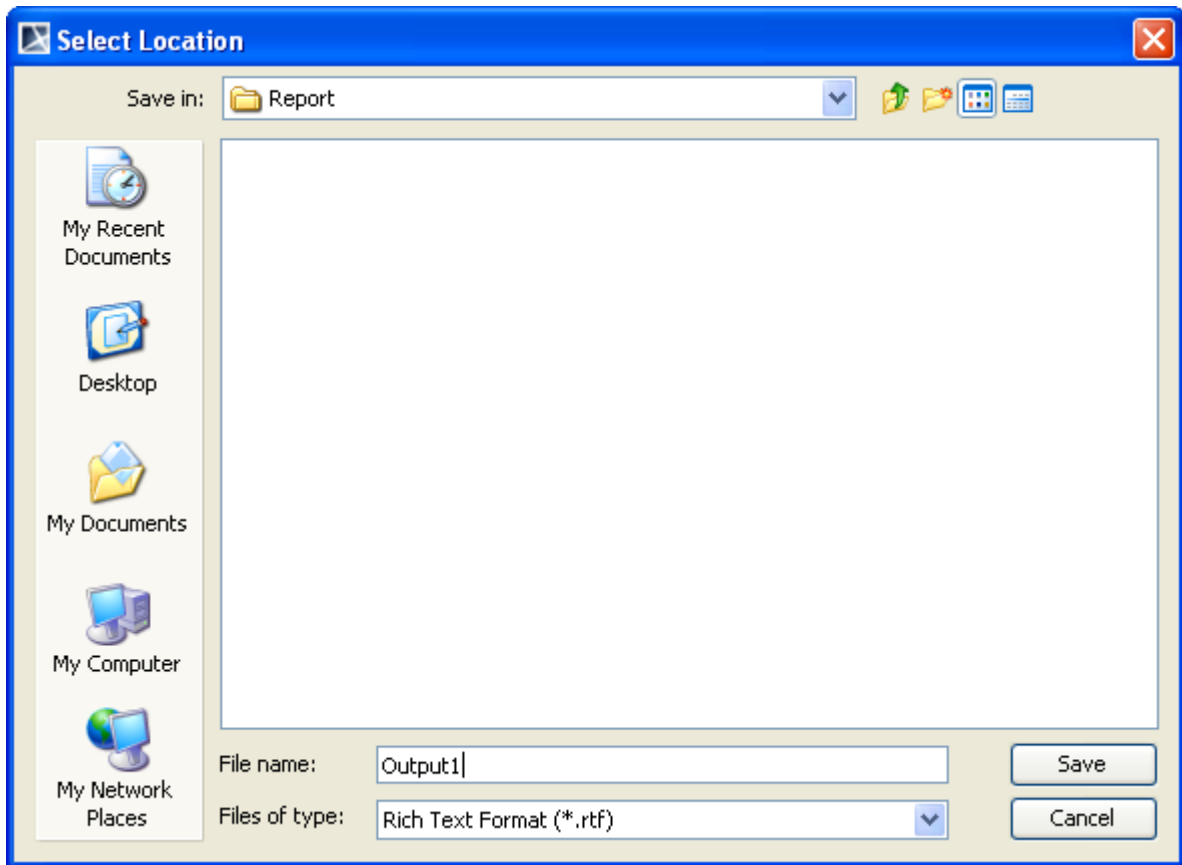 Select Location
Save in:
Report
My Recent
Documents
Desktop
My Documents
My Computer
My Network
Places
File name:
Output1
Save
Files of type:
Rich Text Format (*.rtf)
Cancel